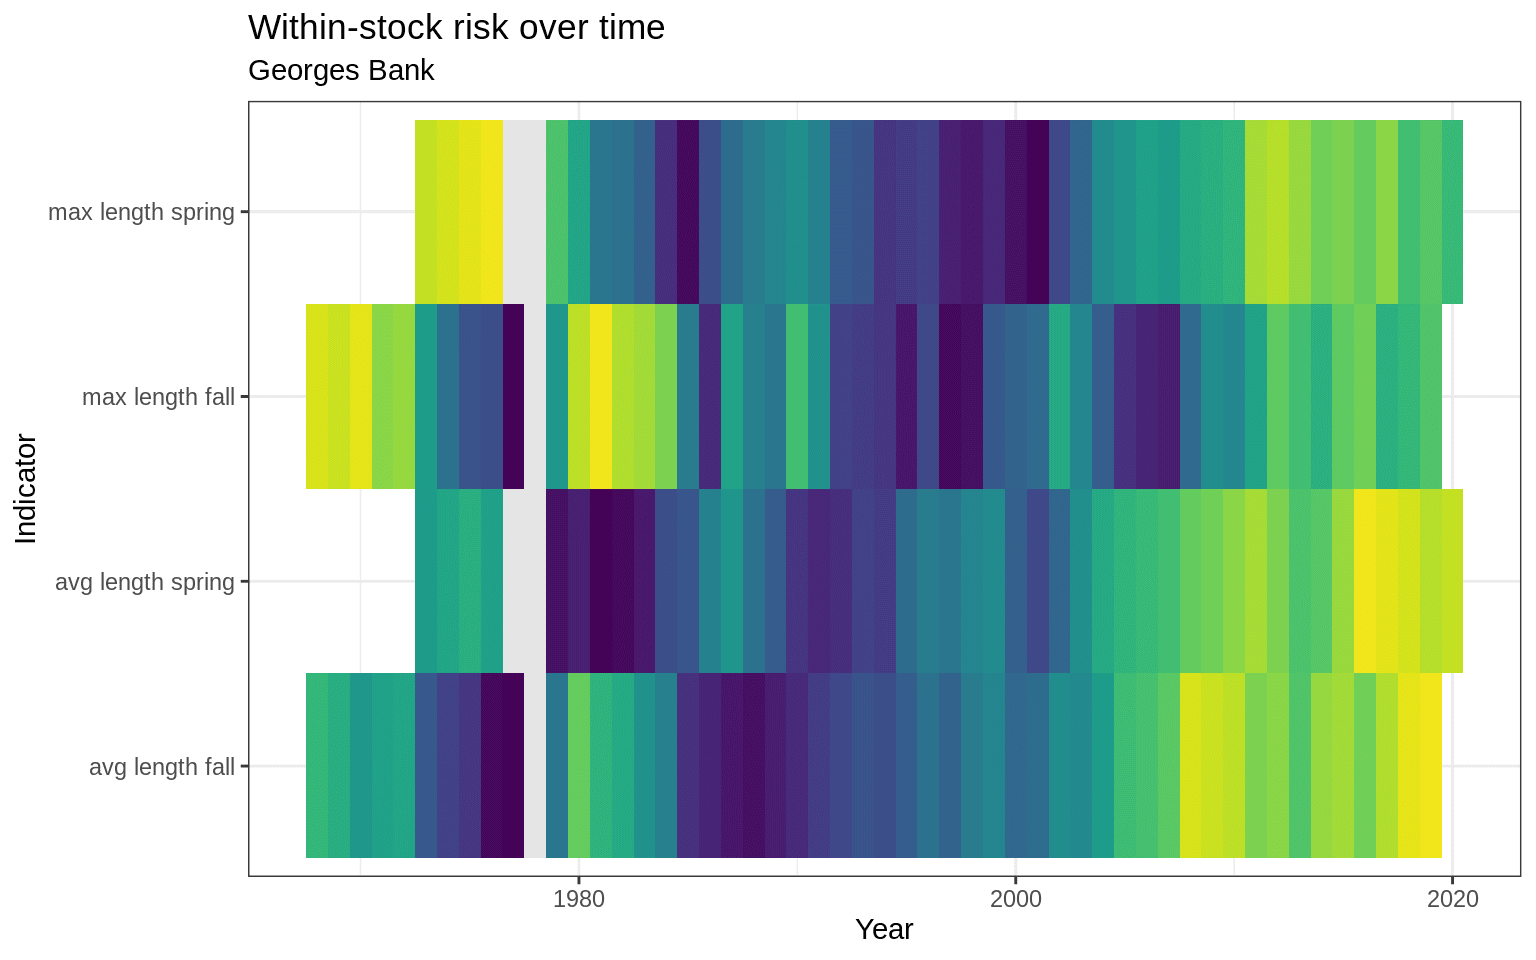 Within-stock risk over time
Georges Bank
max length spring
max length fall
avg length spring
avg length fall
Indicator
1980
2000
2020
Year